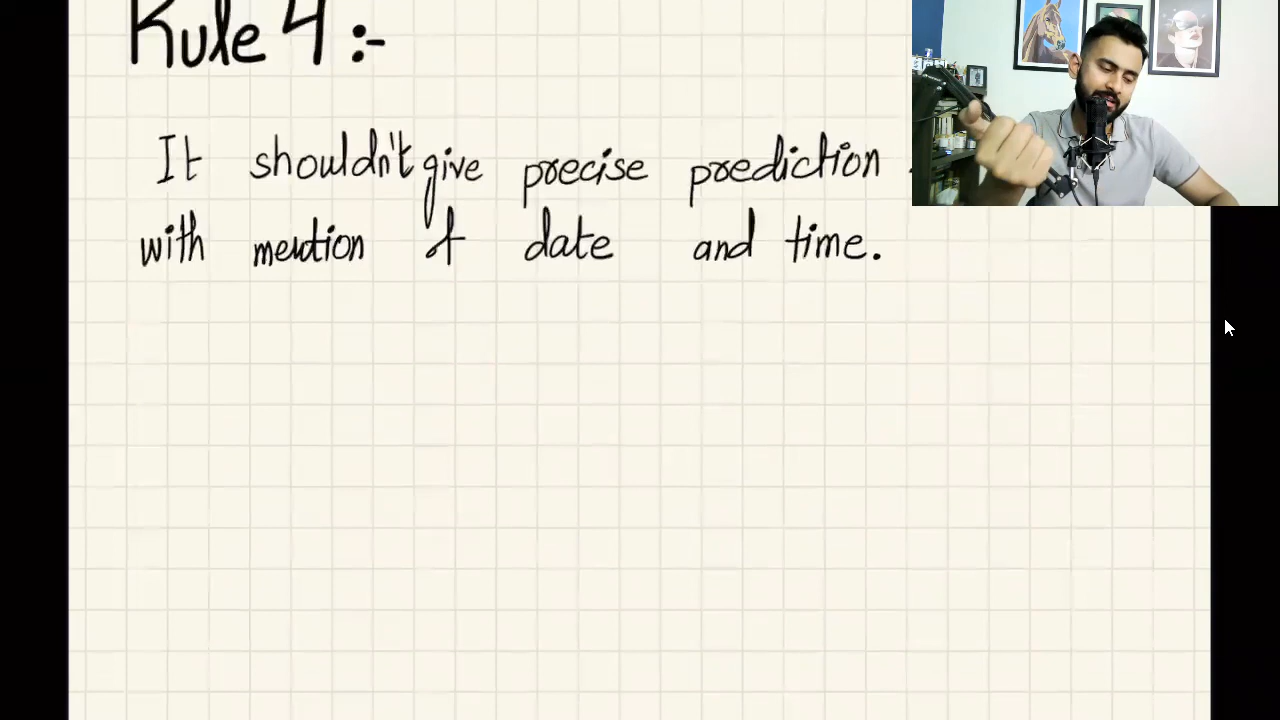 Rule 4 :-
It shouldn't give precise prediction
with mention of date and time.